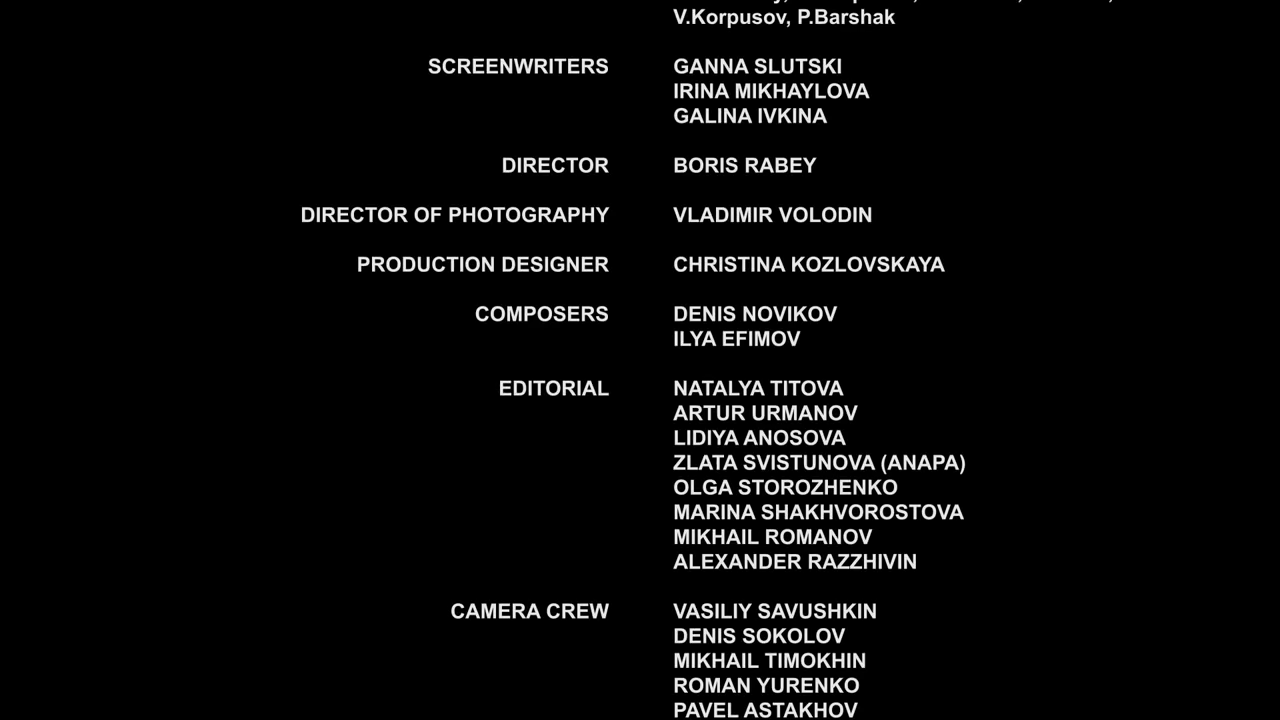 V.Korpusov, P.Barshak
SCREENWRITERS GANNA SLUTSKI
IRINA MIKHAYLOVA
GALINA IVKINA
DIRECTOR BORIS RABEY
DIRECTOR OF PHOTOGRAPHY VLADIMIR VOLODIN
PRODUCTION DESIGNER CHRISTINA KOZLOVSKAYA
COMPOSERS DENIS NOVIKOV
ILYA EFIMOV
EDITORIAL NATALYA TITOVA
ARTUR URMANOV
LIDIYA ANOSOVA
ZLATA SVISTUNOVA (ANAPA)
OLGA STOROZHENKO
MARINA SHAKHVOROSTOVA
MIKHAIL ROMANOV
ALEXANDER RAZZHIVIN
CAMERA CREW VASILIY SAVUSHKIN
DENIS SOKOLOV
MIKHAIL TIMOKHIN
ROMAN YURENKO
PAVEL ASTAKHOV